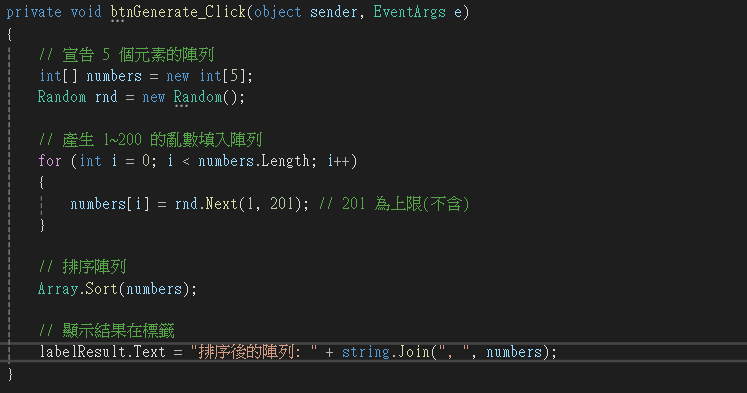 private void btnGenerate_Click(object sender, EventArgs e)
{
// 宣告 5 個元素的陣列
int[] numbers = new int[5];
Random rnd = new Random();
// 產生 1~200 的亂數填入陣列
for (int i = 0; i < numbers.Length; i++)
{
numbers[i] = rnd.Next(1, 201); // 201 為上限(不含)
}
// 排序陣列
Array.Sort(numbers);
// 顯示結果在標籤
labelResult.Text = "排序後的陣列: " + string.Join(", ", numbers);
}